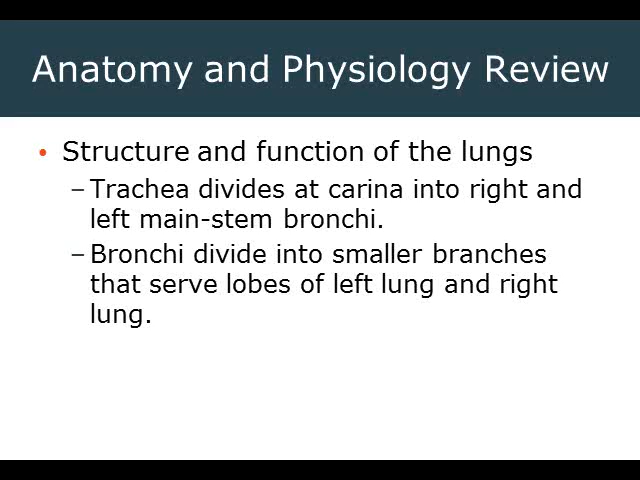 Anatomy and Physiology Review
• Structure and function of the lungs
–Trachea divides at carina into right and
left main-stem bronchi.
–Bronchi divide into smaller branches
that serve lobes of left lung and right
lung.